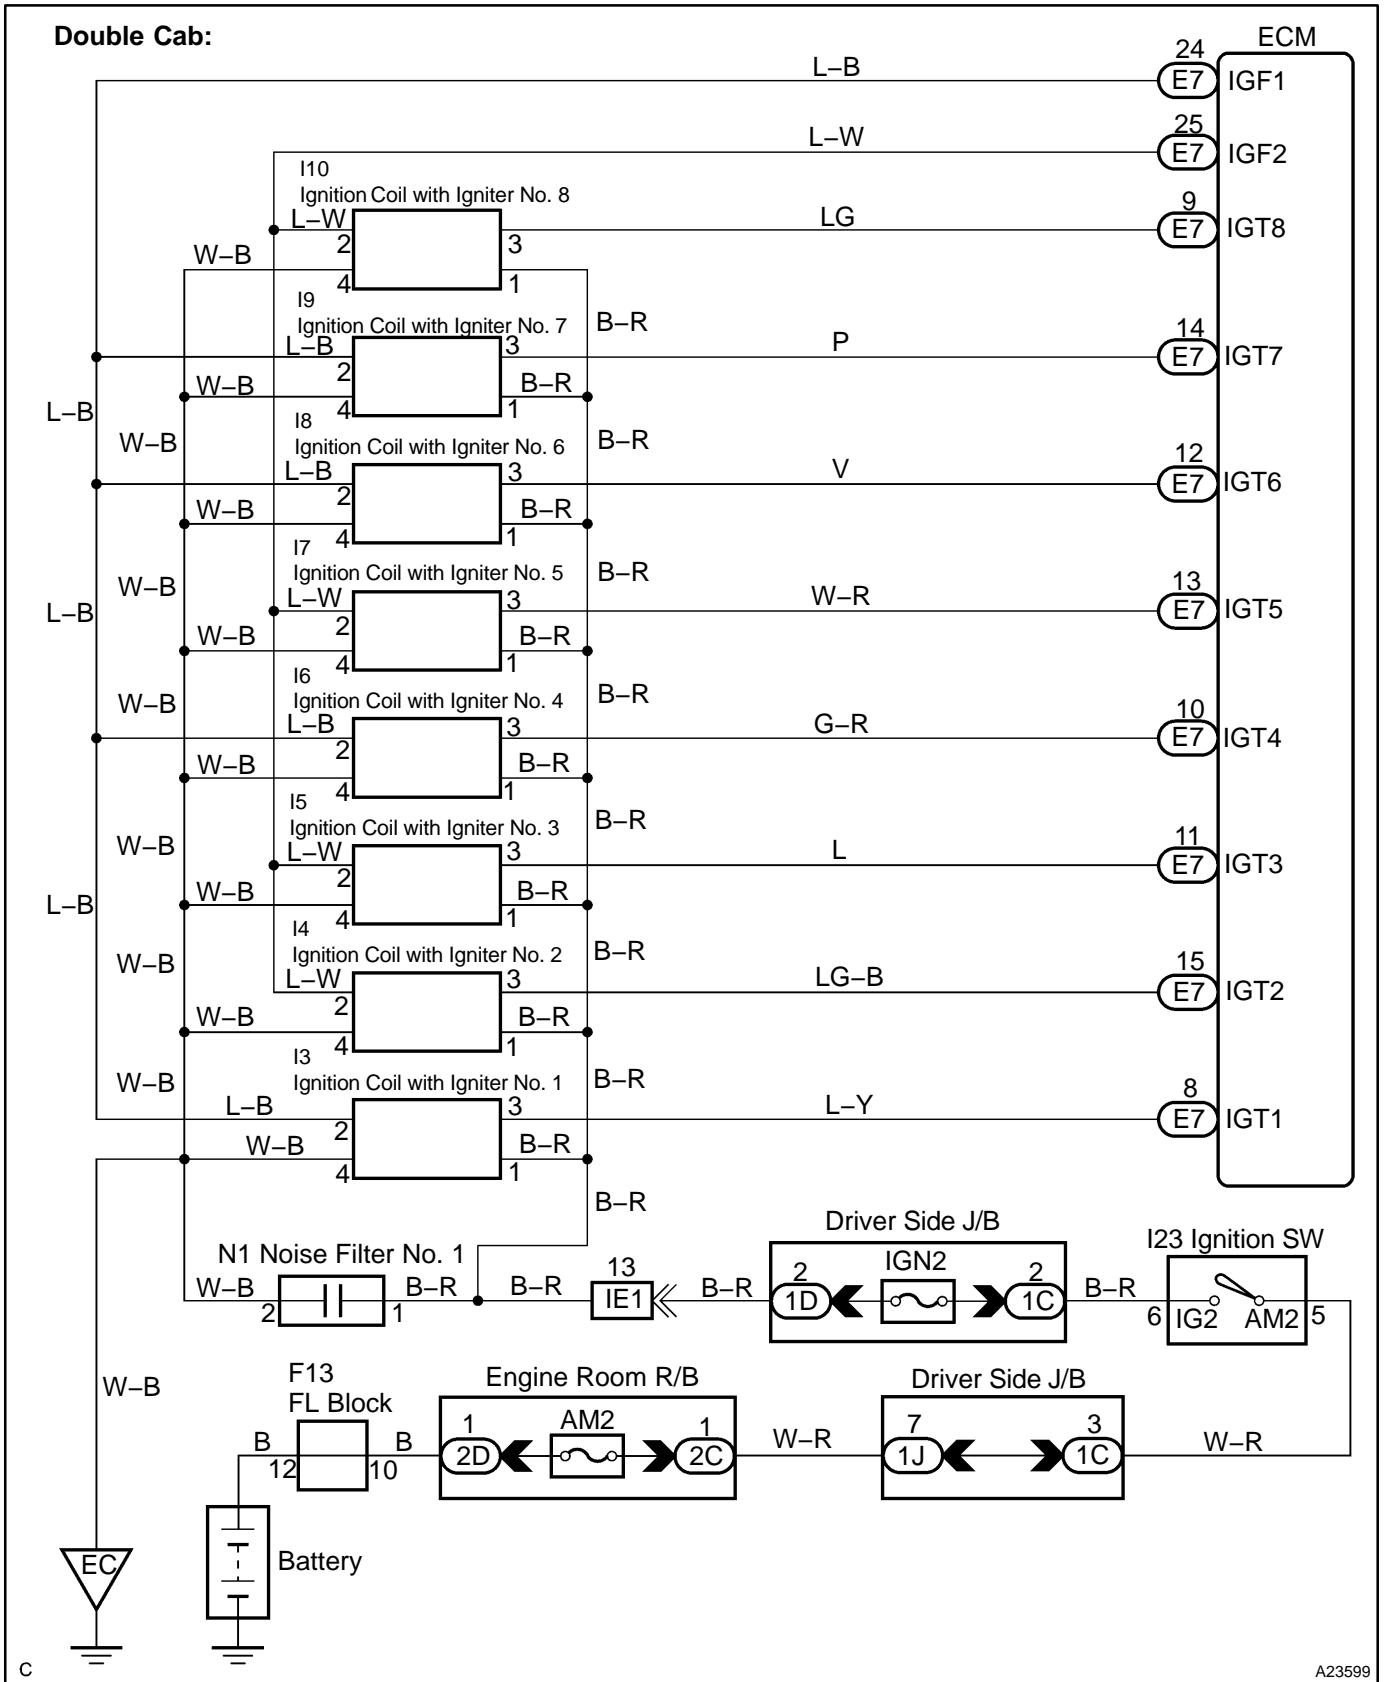 Double Cab:
ECM
24
L–B
E7
IGF1
25
L–W
E7
IGF2
I10
Ignition Coil with Igniter No. 8
L–W
2
3
LG
9
E7
IGT8
W–B
4
1
I9
Ignition Coil with Igniter No. 7
B–R
L–B
2
3
P
14
E7
IGT7
W–B
4
B–R
1
L–B
W–B
I8
Ignition Coil with Igniter No. 6
B–R
L–B
2
3
V
12
E7
IGT6
W–B
4
B–R
1
I7
Ignition Coil with Igniter No. 5
B–R
W–B
L–B
L–W
2
3
W–R
13
E7
IGT5
W–B
4
B–R
1
I6
Ignition Coil with Igniter No. 4
B–R
W–B
L–B
2
3
G–R
10
E7
IGT4
W–B
4
B–R
1
I5
Ignition Coil with Igniter No. 3
B–R
W–B
L–W
2
3
L
11
E7
IGT3
W–B
4
B–R
1
L–B
I4
Ignition Coil with Igniter No. 2
B–R
W–B
L–W
2
3
LG–B
15
E7
IGT2
W–B
4
B–R
1
I3
Ignition Coil with Igniter No. 1
B–R
W–B
L–B
2
3
L–Y
8
E7
IGT1
W–B
4
B–R
1
B–R
Driver Side J/B
I23 Ignition SW
N1 Noise Filter No. 1
W–B
2
1
B–R
B–R
13
IE1
B–R
2
1D
IGN2
2
1C
B–R
6
IG2
AM2
5
W–B
F13
FL Block
Engine Room R/B
Driver Side J/B
B
12
10
B
1
2D
AM2
1
2C
W–R
7
1J
3
1C
W–R
EC
Battery
C
A23599